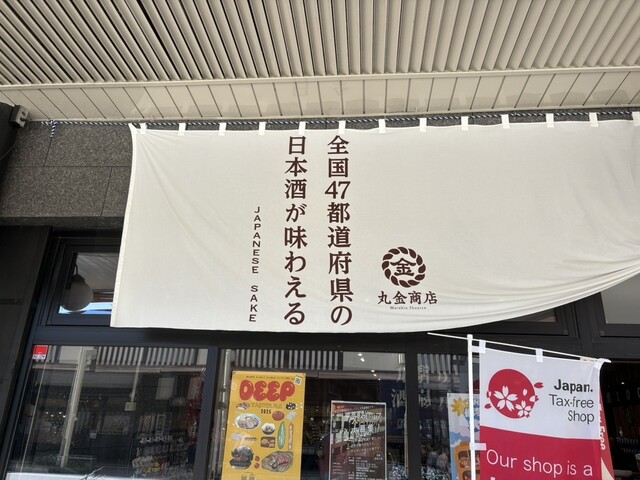 全国47都道府県の
日本酒が味わえる
JAPANESE SAKE
金
丸金商店
DEEP
2025
Japan.
Tax-free
Shop
Our shop is a